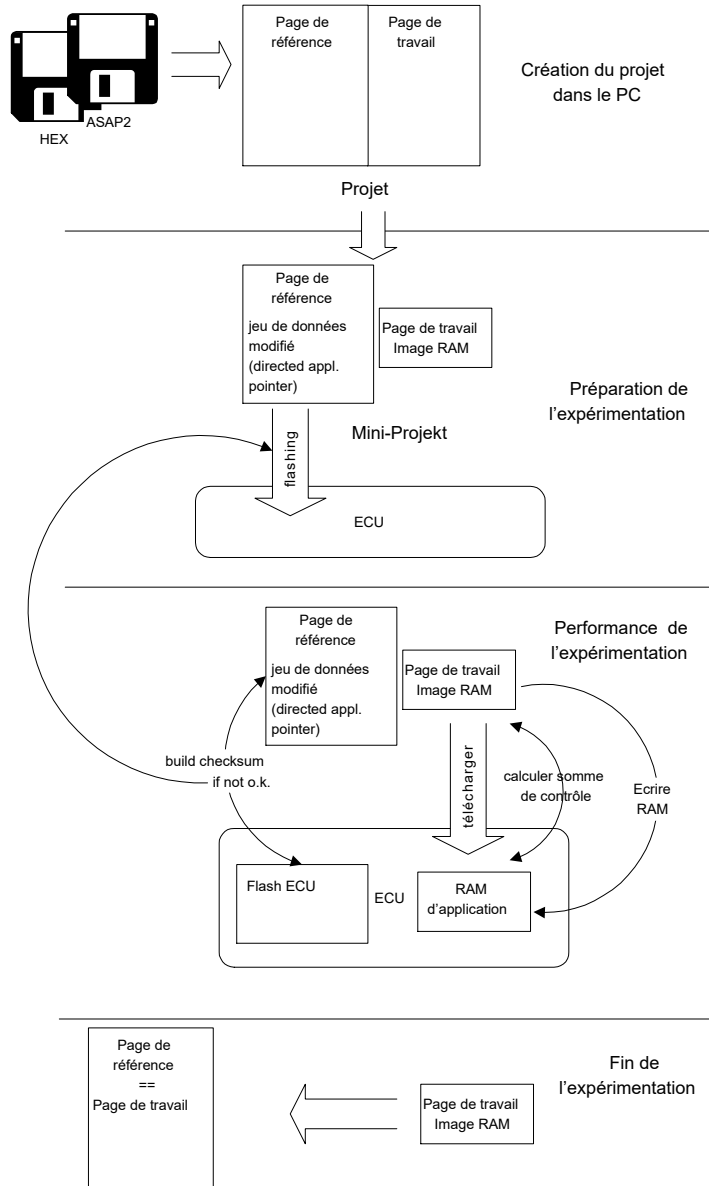 Page de
référence
Page de
travail
Création du projet
dans le PC
HEX
ASAP2
Projet
Page de
référence
jeu de données
modifié
(directed appl.
pointer)
Page de travail
Image RAM
Préparation de
l'expérimentation
Mini-Projekt
flashing
ECU
Page de
référence
jeu de données
modifié
(directed appl.
pointer)
Page de travail
Image RAM
Performance de
l'expérimentation
build checksum
if not o.k.
télécharger
calculer somme
de contrôle
Ecrire
RAM
Flash ECU
ECU
RAM
d'application
Page de
référence
==
Page de travail
Page de travail
Image RAM
Fin de
l'expérimentation